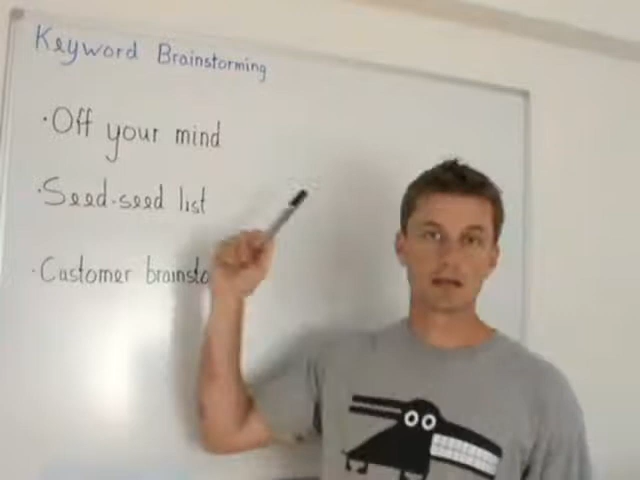 Keyword Brainstorming
·Off your mind
·Seed-seed list
·Customer brainsto